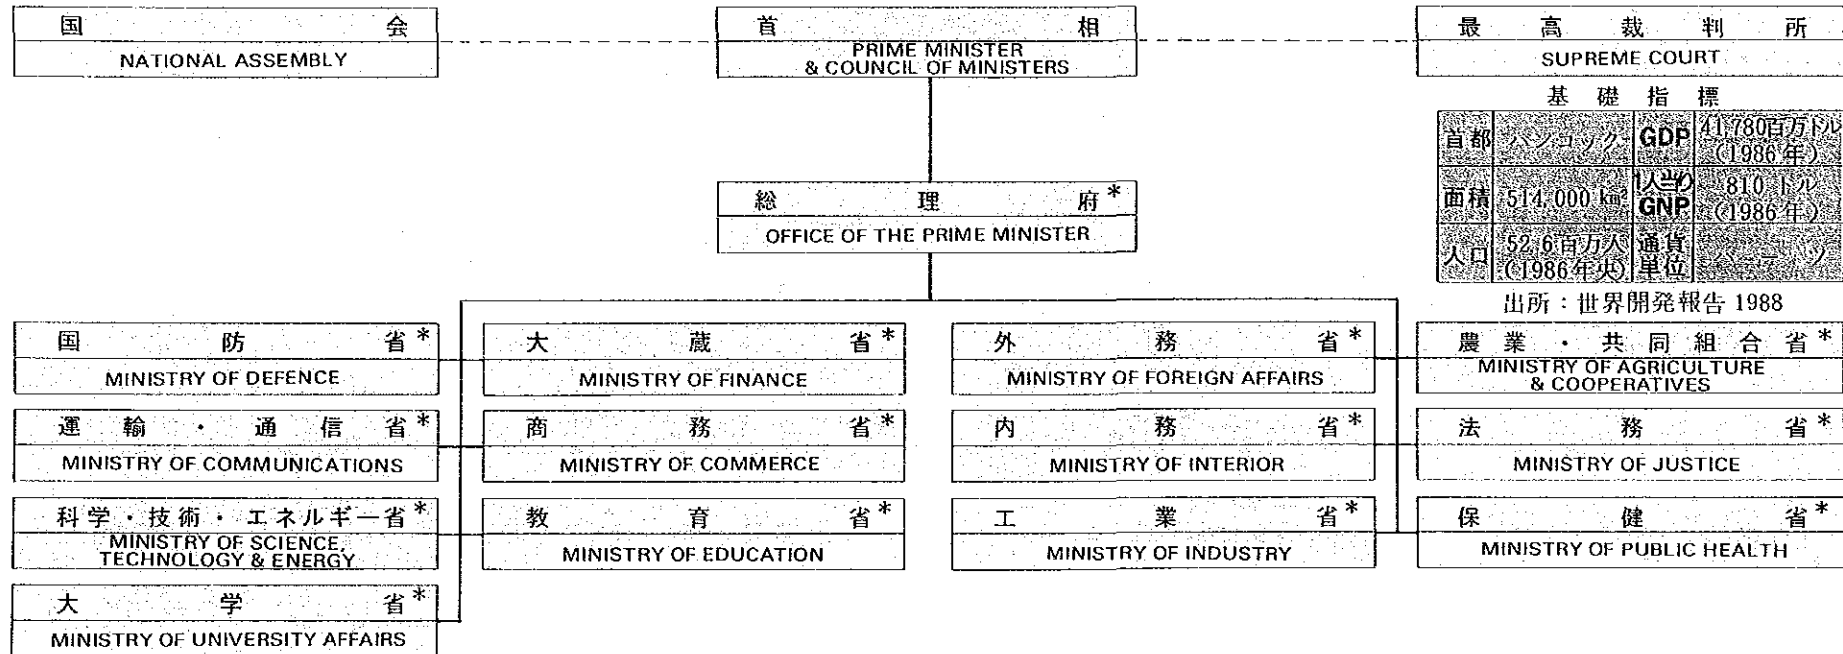 国会
NATIONAL ASSEMBLY
首相
PRIME MINISTER
& COUNCIL OF MINISTERS
最高裁判所
SUPREME COURT
基礎指標
首都 バンコック GDP 41,780百万ドル
(1986年)
面積 514,000 km² 1人当り
GNP 810ドル
(1986年)
人口 52.6百万人
(1986年央) 通貨
単位 バーツ
出所：世界開発報告 1988
総理府*
OFFICE OF THE PRIME MINISTER
国防省*
MINISTRY OF DEFENCE
大蔵省*
MINISTRY OF FINANCE
外務省*
MINISTRY OF FOREIGN AFFAIRS
農業・共同組合省*
MINISTRY OF AGRICULTURE
& COOPERATIVES
運輸・通信省*
MINISTRY OF COMMUNICATIONS
商務省*
MINISTRY OF COMMERCE
内務省*
MINISTRY OF INTERIOR
法務省*
MINISTRY OF JUSTICE
科学・技術・エネルギー省*
MINISTRY OF SCIENCE
TECHNOLOGY & ENERGY
教育省*
MINISTRY OF EDUCATION
工業省*
MINISTRY OF INDUSTRY
保健省*
MINISTRY OF PUBLIC HEALTH
大学省*
MINISTRY OF UNIVERSITY AFFAIRS